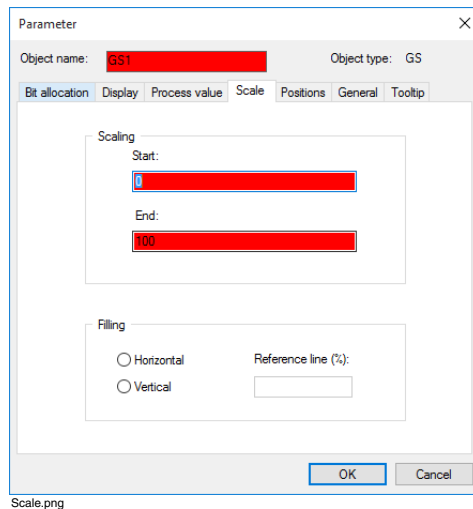 Parameter
Object name: GS1 Object type: GS
Bit allocation Display Process value Scale Positions General Tooltip
Scaling
Start:
0
End:
100
Filling
Horizontal Reference line (%):
Vertical
OK Cancel
Scale.png